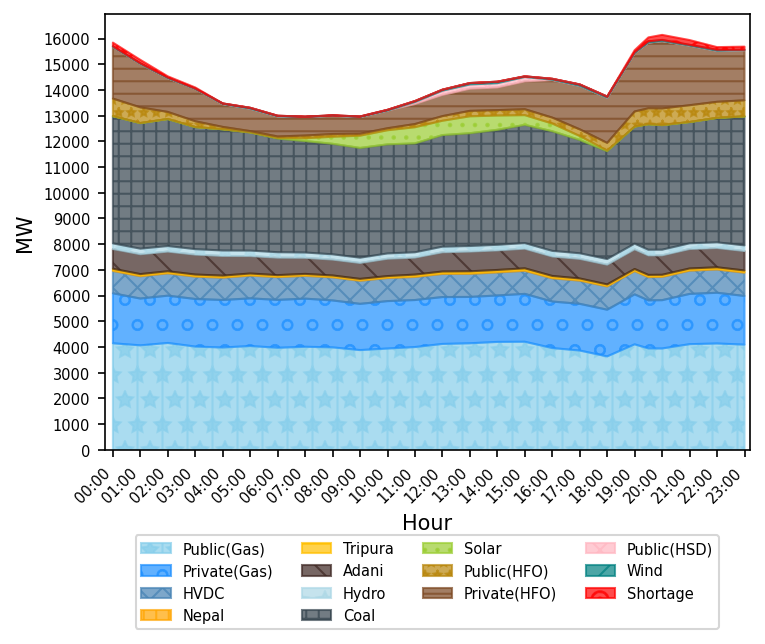 16000
15000
14000
13000
12000
11000
10000
9000
8000
7000
6000
5000
4000
3000
2000
1000
0
MW
00:00 01:00 02:00 03:00 04:00 05:00 06:00 07:00 08:00 09:00 10:00 11:00 12:00 13:00 14:00 15:00 16:00 17:00 18:00 19:00 20:00 21:00 22:00 23:00
Hour
Public(Gas) Tripura Solar Public(HSD)
Private(Gas) Adani Public(HFO) Wind
HVDC Hydro Private(HFO) Shortage
Nepal Coal